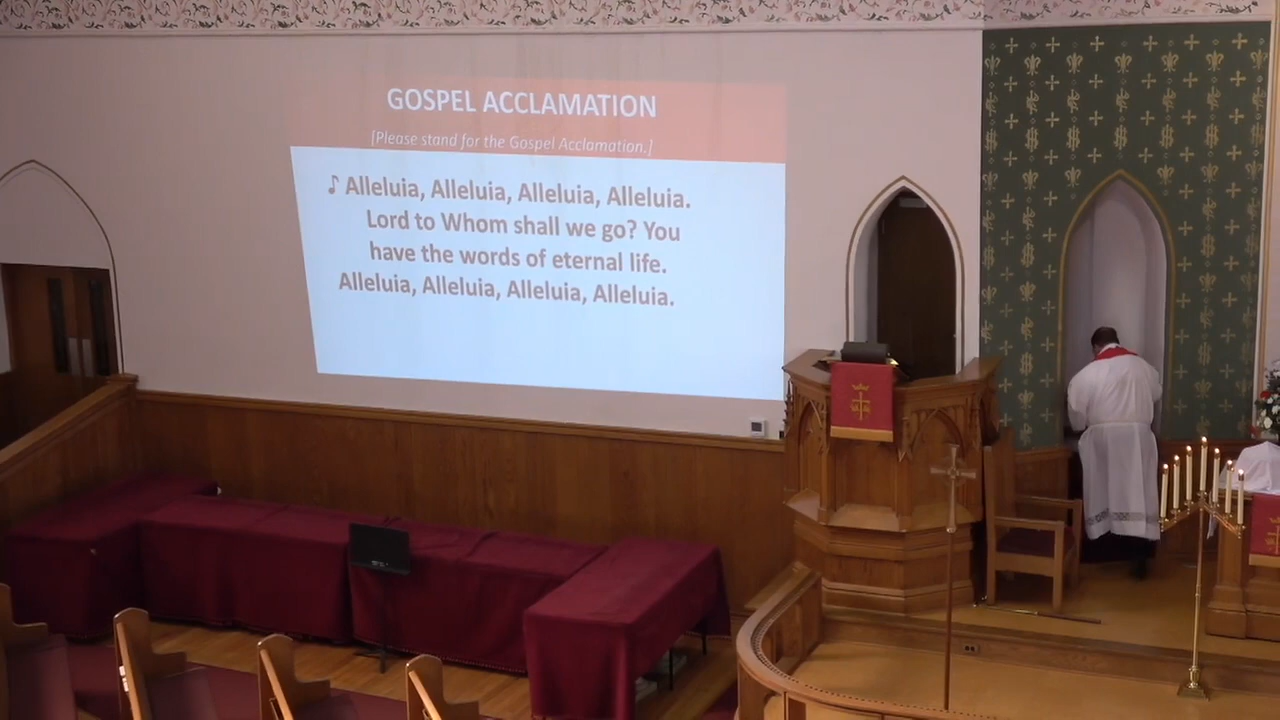 GOSPEL ACCLAMATION
[Please stand for the Gospel Acclamation.]
♪ Alleluia, Alleluia, Alleluia, Alleluia.
Lord to Whom shall we go? You
have the words of eternal life.
Alleluia, Alleluia, Alleluia, Alleluia.